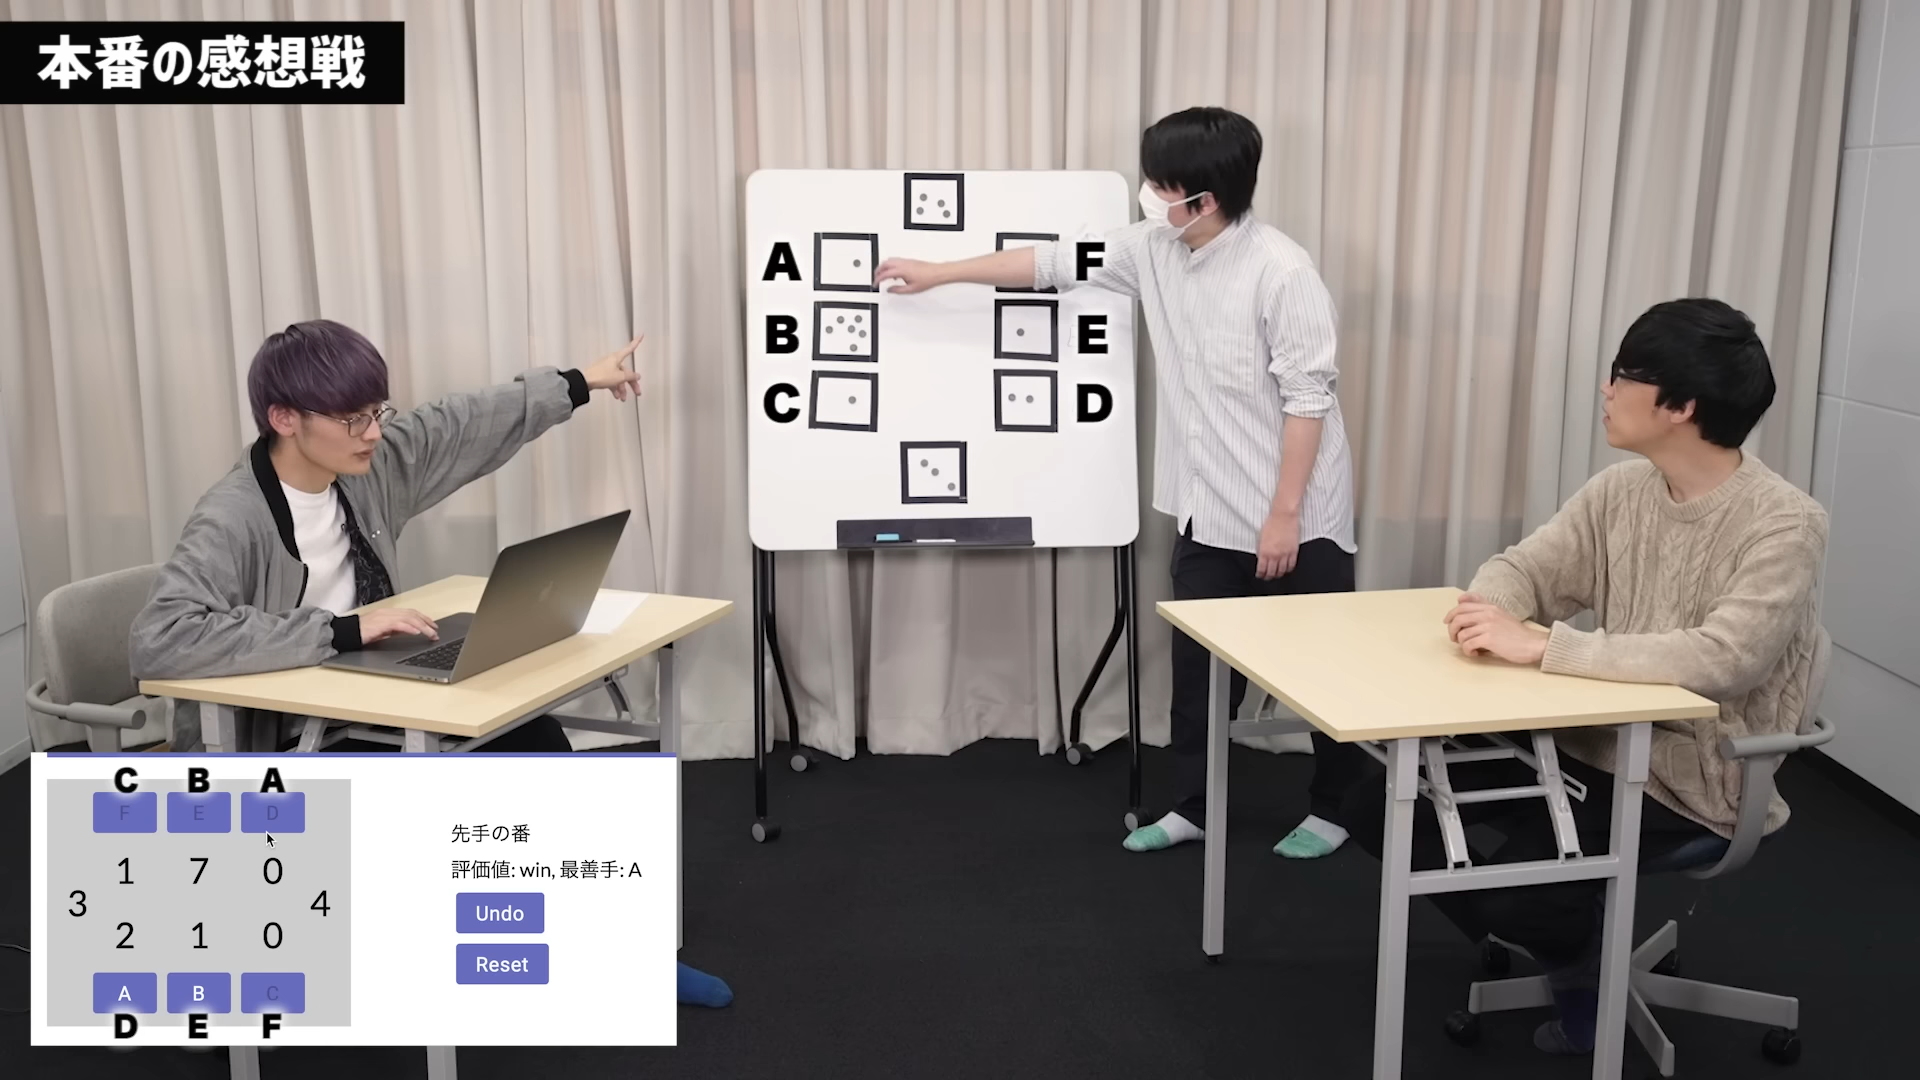 本番の感想戦
A
F
B
E
C
D
C B A
F E D
1 7 0
3 4
2 1 0
A B C
D E F
先手の番
評価値: win, 最善手: A
Undo
Reset